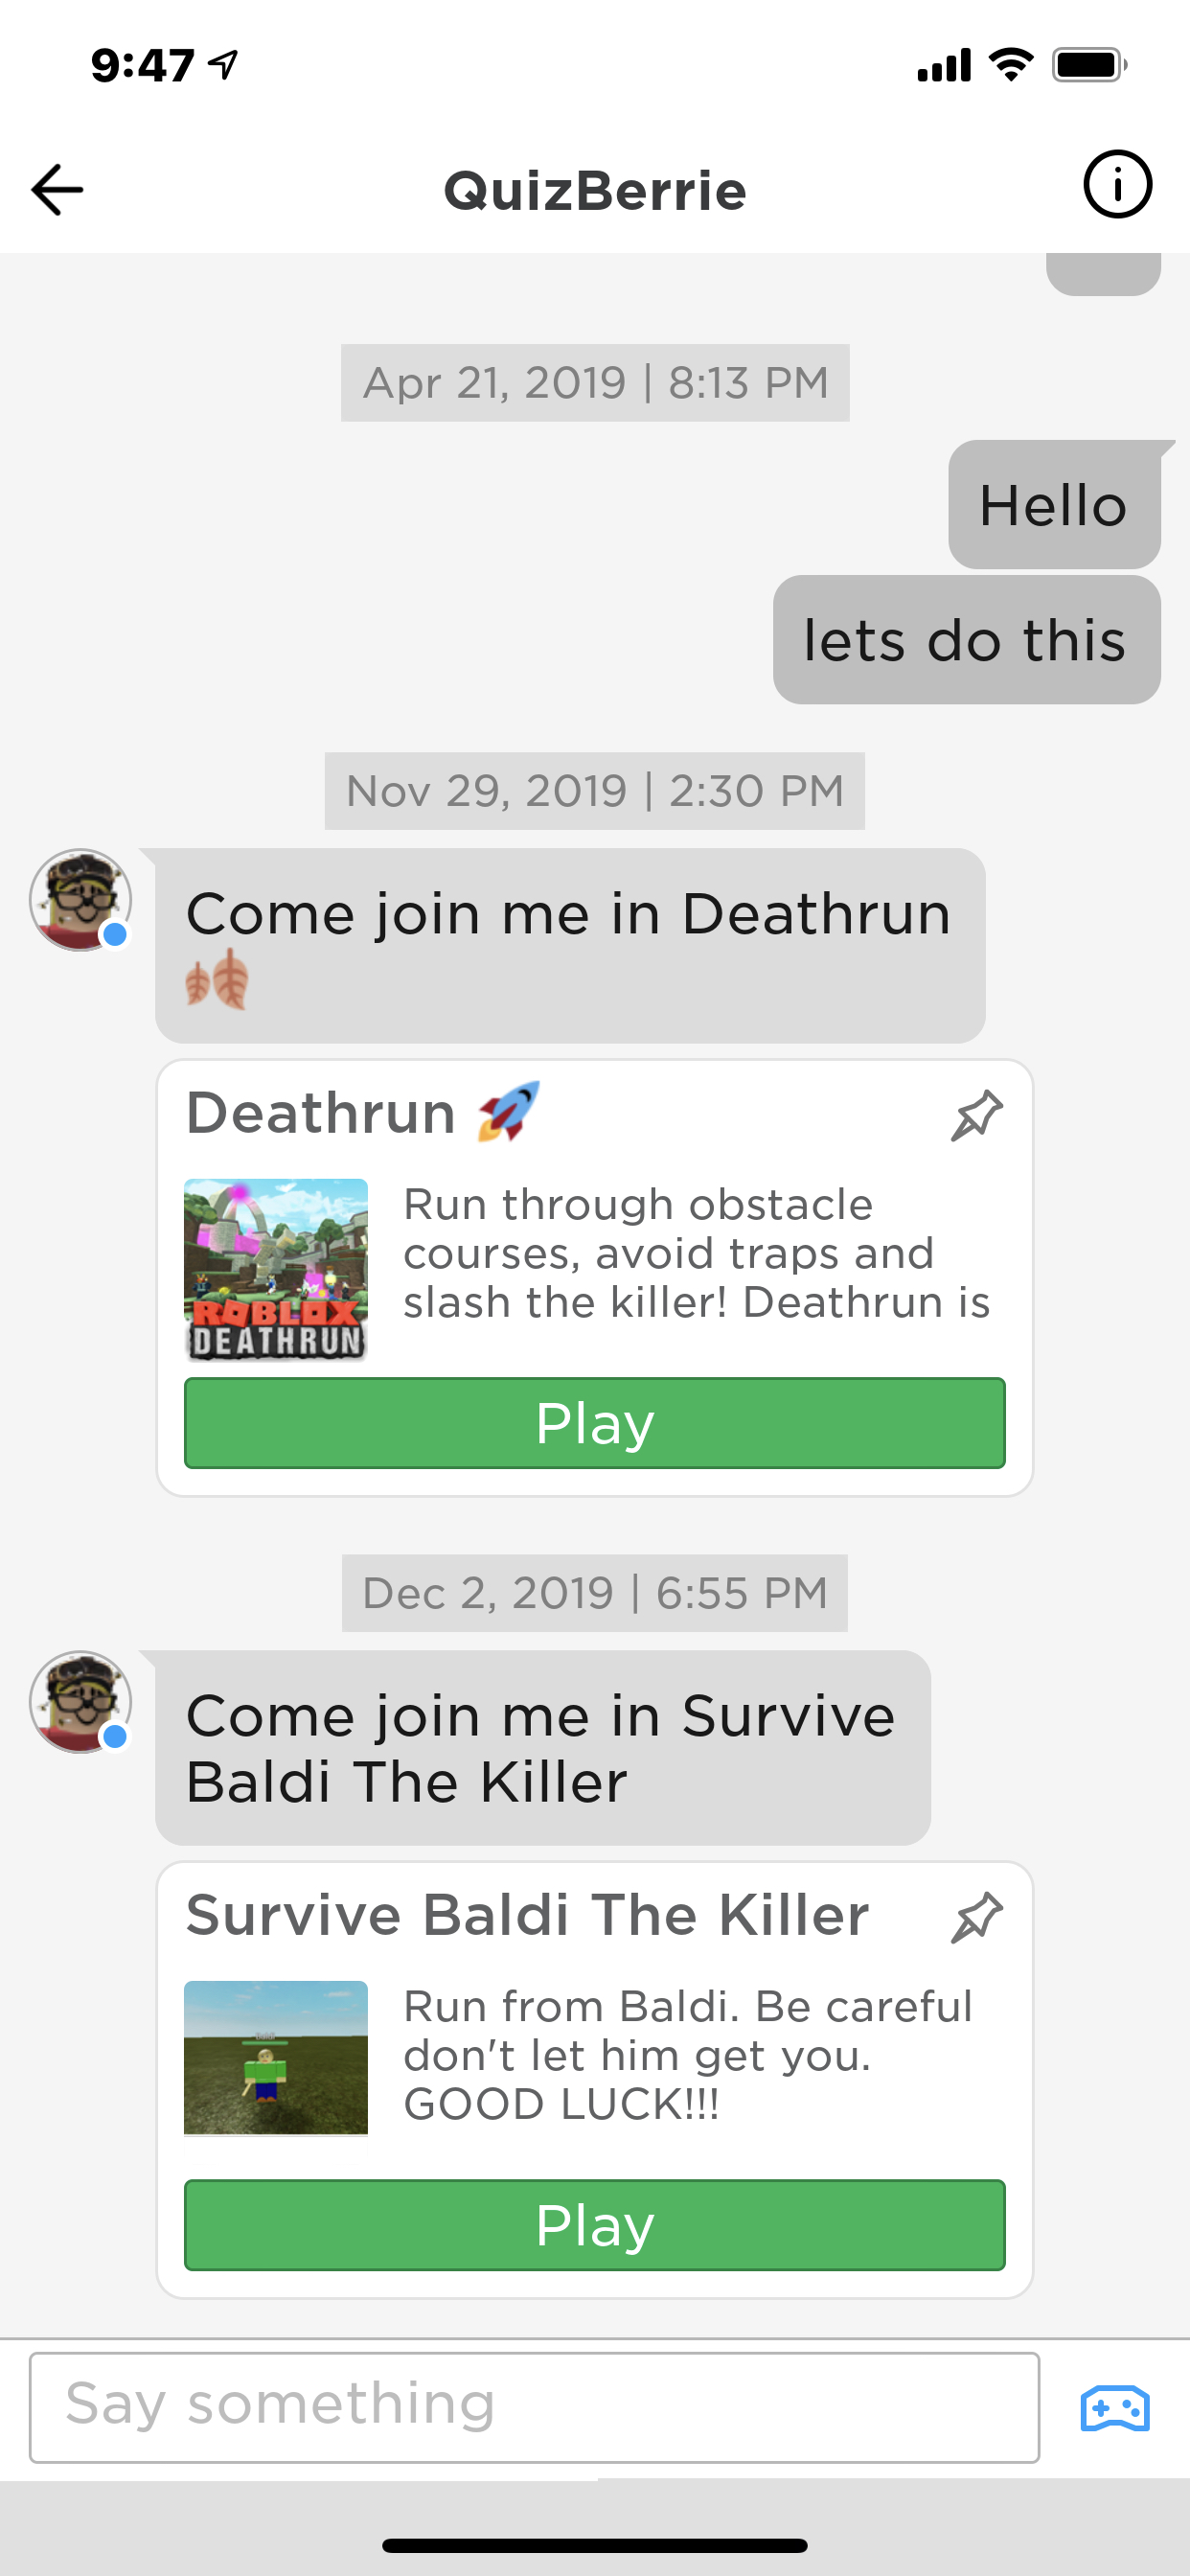 9:47
QuizBerrie
Apr 21, 2019 | 8:13 PM
Hello
lets do this
Nov 29, 2019 | 2:30 PM
Come join me in Deathrun
🍂
Deathrun 🚀
Run through obstacle
courses, avoid traps and
slash the killer! Deathrun is
ROBLOX
DEATHRUN
Play
Dec 2, 2019 | 6:55 PM
Come join me in Survive
Baldi The Killer
Survive Baldi The Killer
Baldi
Run from Baldi. Be careful
don't let him get you.
GOOD LUCK!!!
Play
Say something